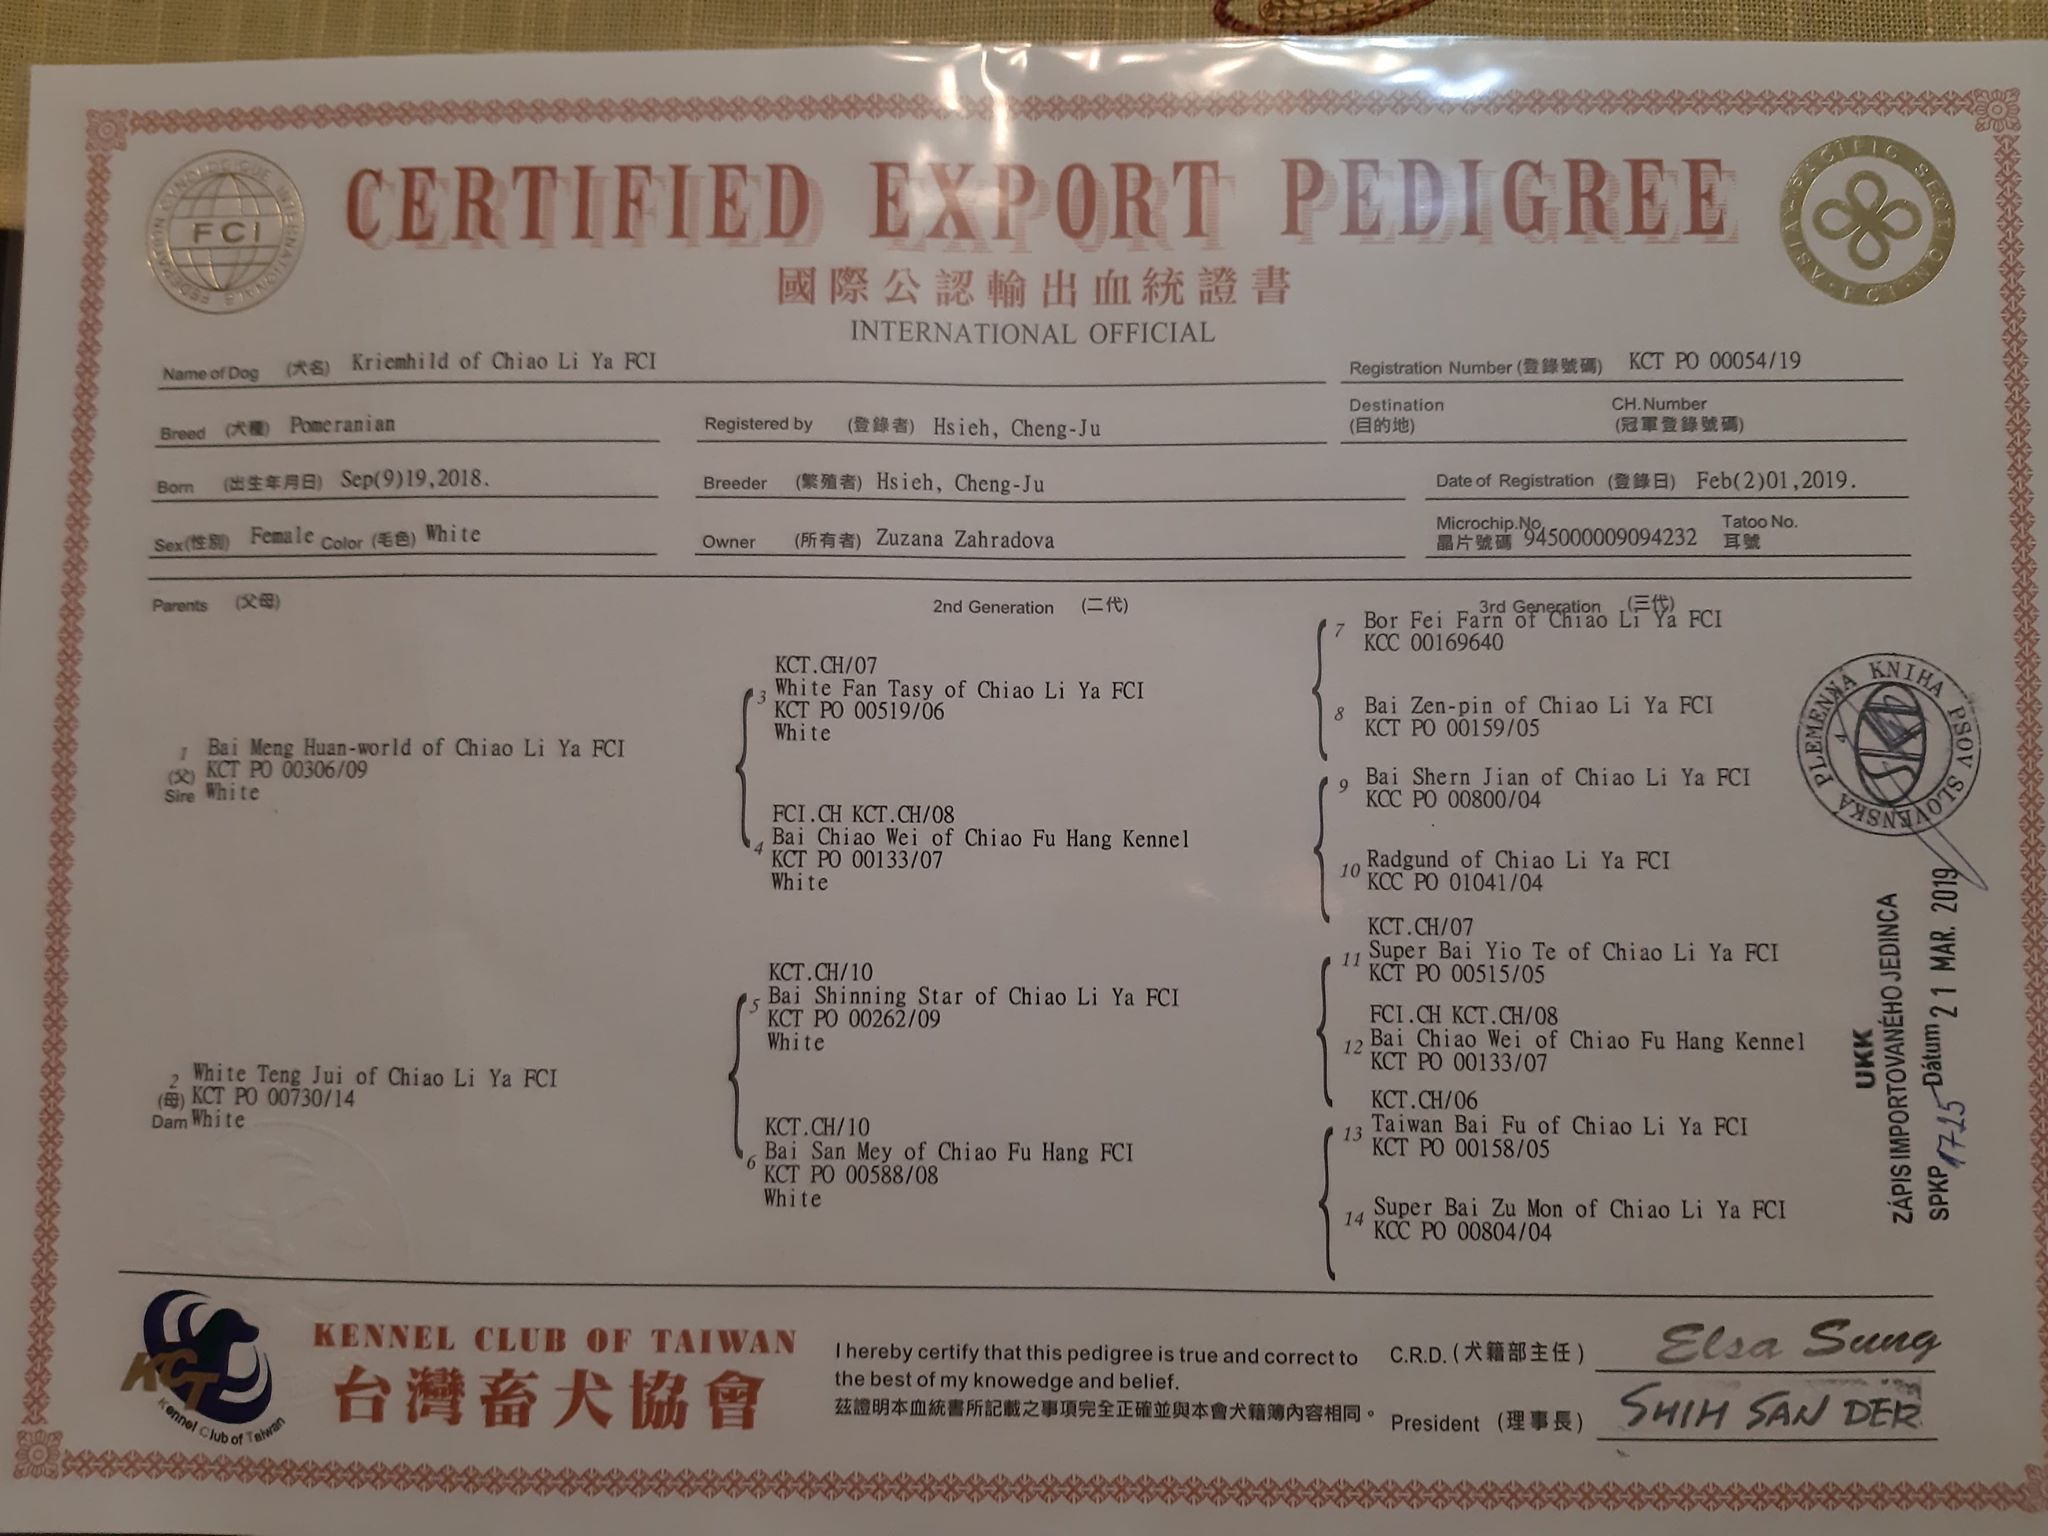 CERTIFIED EXPORT PEDIGREE
國際公認輸出血統證書
INTERNATIONAL OFFICIAL
FCI
FEDERATION CYNOLOGIQUE INTERNATIONALE
ASIA-PACIFIC SECTION
FCI
Name of Dog (犬名) Kriemhild of Chiao Li Ya FCI
Registration Number (登錄號碼) KCT PO 00054/19
Breed (犬種) Pomeranian
Registered by (登錄者) Hsieh, Cheng-Ju
Destination (目的地)
CH.Number (冠軍登錄號碼)
Born (出生年月日) Sep(9)19,2018.
Breeder (繁殖者) Hsieh, Cheng-Ju
Date of Registration (登錄日) Feb(2)01,2019.
Sex(性別) Female Color (毛色) White
Owner (所有者) Zuzana Zahradova
Microchip.No. 晶片號碼 945000009094232
Tatoo No. 耳號
Parents (父母)
2nd Generation (二代)
3rd Generation (三代)
1 Bai Meng Huan-world of Chiao Li Ya FCI
(父) KCT PO 00306/09
Sire White
2 White Teng Jui of Chiao Li Ya FCI
(母) KCT PO 00730/14
Dam White
KCT.CH/07
3 White Fan Tasy of Chiao Li Ya FCI
KCT PO 00519/06
White
FCI.CH KCT.CH/08
4 Bai Chiao Wei of Chiao Fu Hang Kennel
KCT PO 00133/07
White
KCT.CH/10
5 Bai Shinning Star of Chiao Li Ya FCI
KCT PO 00262/09
White
KCT.CH/10
6 Bai San Mey of Chiao Fu Hang FCI
KCT PO 00588/08
White
7 Bor Fei Farn of Chiao Li Ya FCI
KCC 00169640
8 Bai Zen-pin of Chiao Li Ya FCI
KCT PO 00159/05
9 Bai Shern Jian of Chiao Li Ya FCI
KCC PO 00800/04
10 Radgund of Chiao Li Ya FCI
KCC PO 01041/04
KCT.CH/07
11 Super Bai Yio Te of Chiao Li Ya FCI
KCT PO 00515/05
FCI.CH KCT.CH/08
12 Bai Chiao Wei of Chiao Fu Hang Kennel
KCT PO 00133/07
KCT.CH/06
13 Taiwan Bai Fu of Chiao Li Ya FCI
KCT PO 00158/05
14 Super Bai Zu Mon of Chiao Li Ya FCI
KCC PO 00804/04
SLOVENSKÁ PLEMENNÁ KNIHA PSOV
4
UKK
ZÁPIS IMPORTOVANÉHO JEDINCA
SPKP 1725 Dátum 21 MAR. 2019
KCT
Kennel Club of Taiwan
KENNEL CLUB OF TAIWAN
台灣畜犬協會
I hereby certify that this pedigree is true and correct to
the best of my knowedge and belief.
茲證明本血統書所記載之事項完全正確並與本會犬籍簿內容相同。
C.R.D. (犬籍部主任) Elsa Sung
President (理事長) SHIH SAN DER